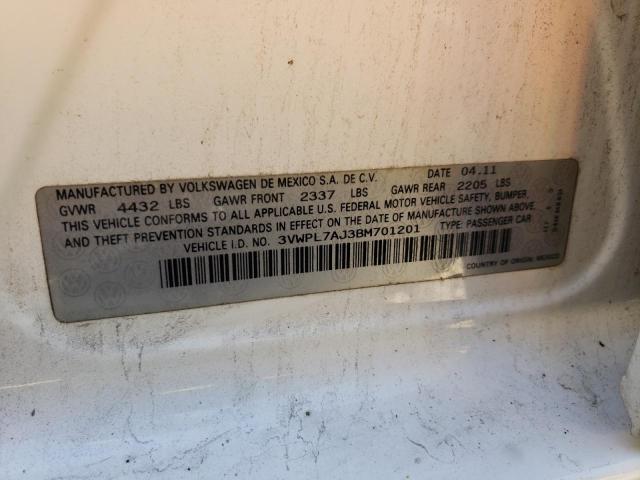 MANUFACTURED BY VOLKSWAGEN DE MEXICO S.A. DE C.V. DATE 04.11
GVWR 4432 LBS GAWR FRONT 2337 LBS GAWR REAR 2205 LBS
THIS VEHICLE CONFORMS TO ALL APPLICABLE U.S. FEDERAL MOTOR VEHICLE SAFETY, BUMPER,
AND THEFT PREVENTION STANDARDS IN EFFECT ON THE DATE OF MANUFACTURE SHOWN ABOVE.
VEHICLE I.D. NO. 3VWPL7AJ3BM701201 TYPE: PASSENGER CAR
COUNTRY OF ORIGIN: MEXICO